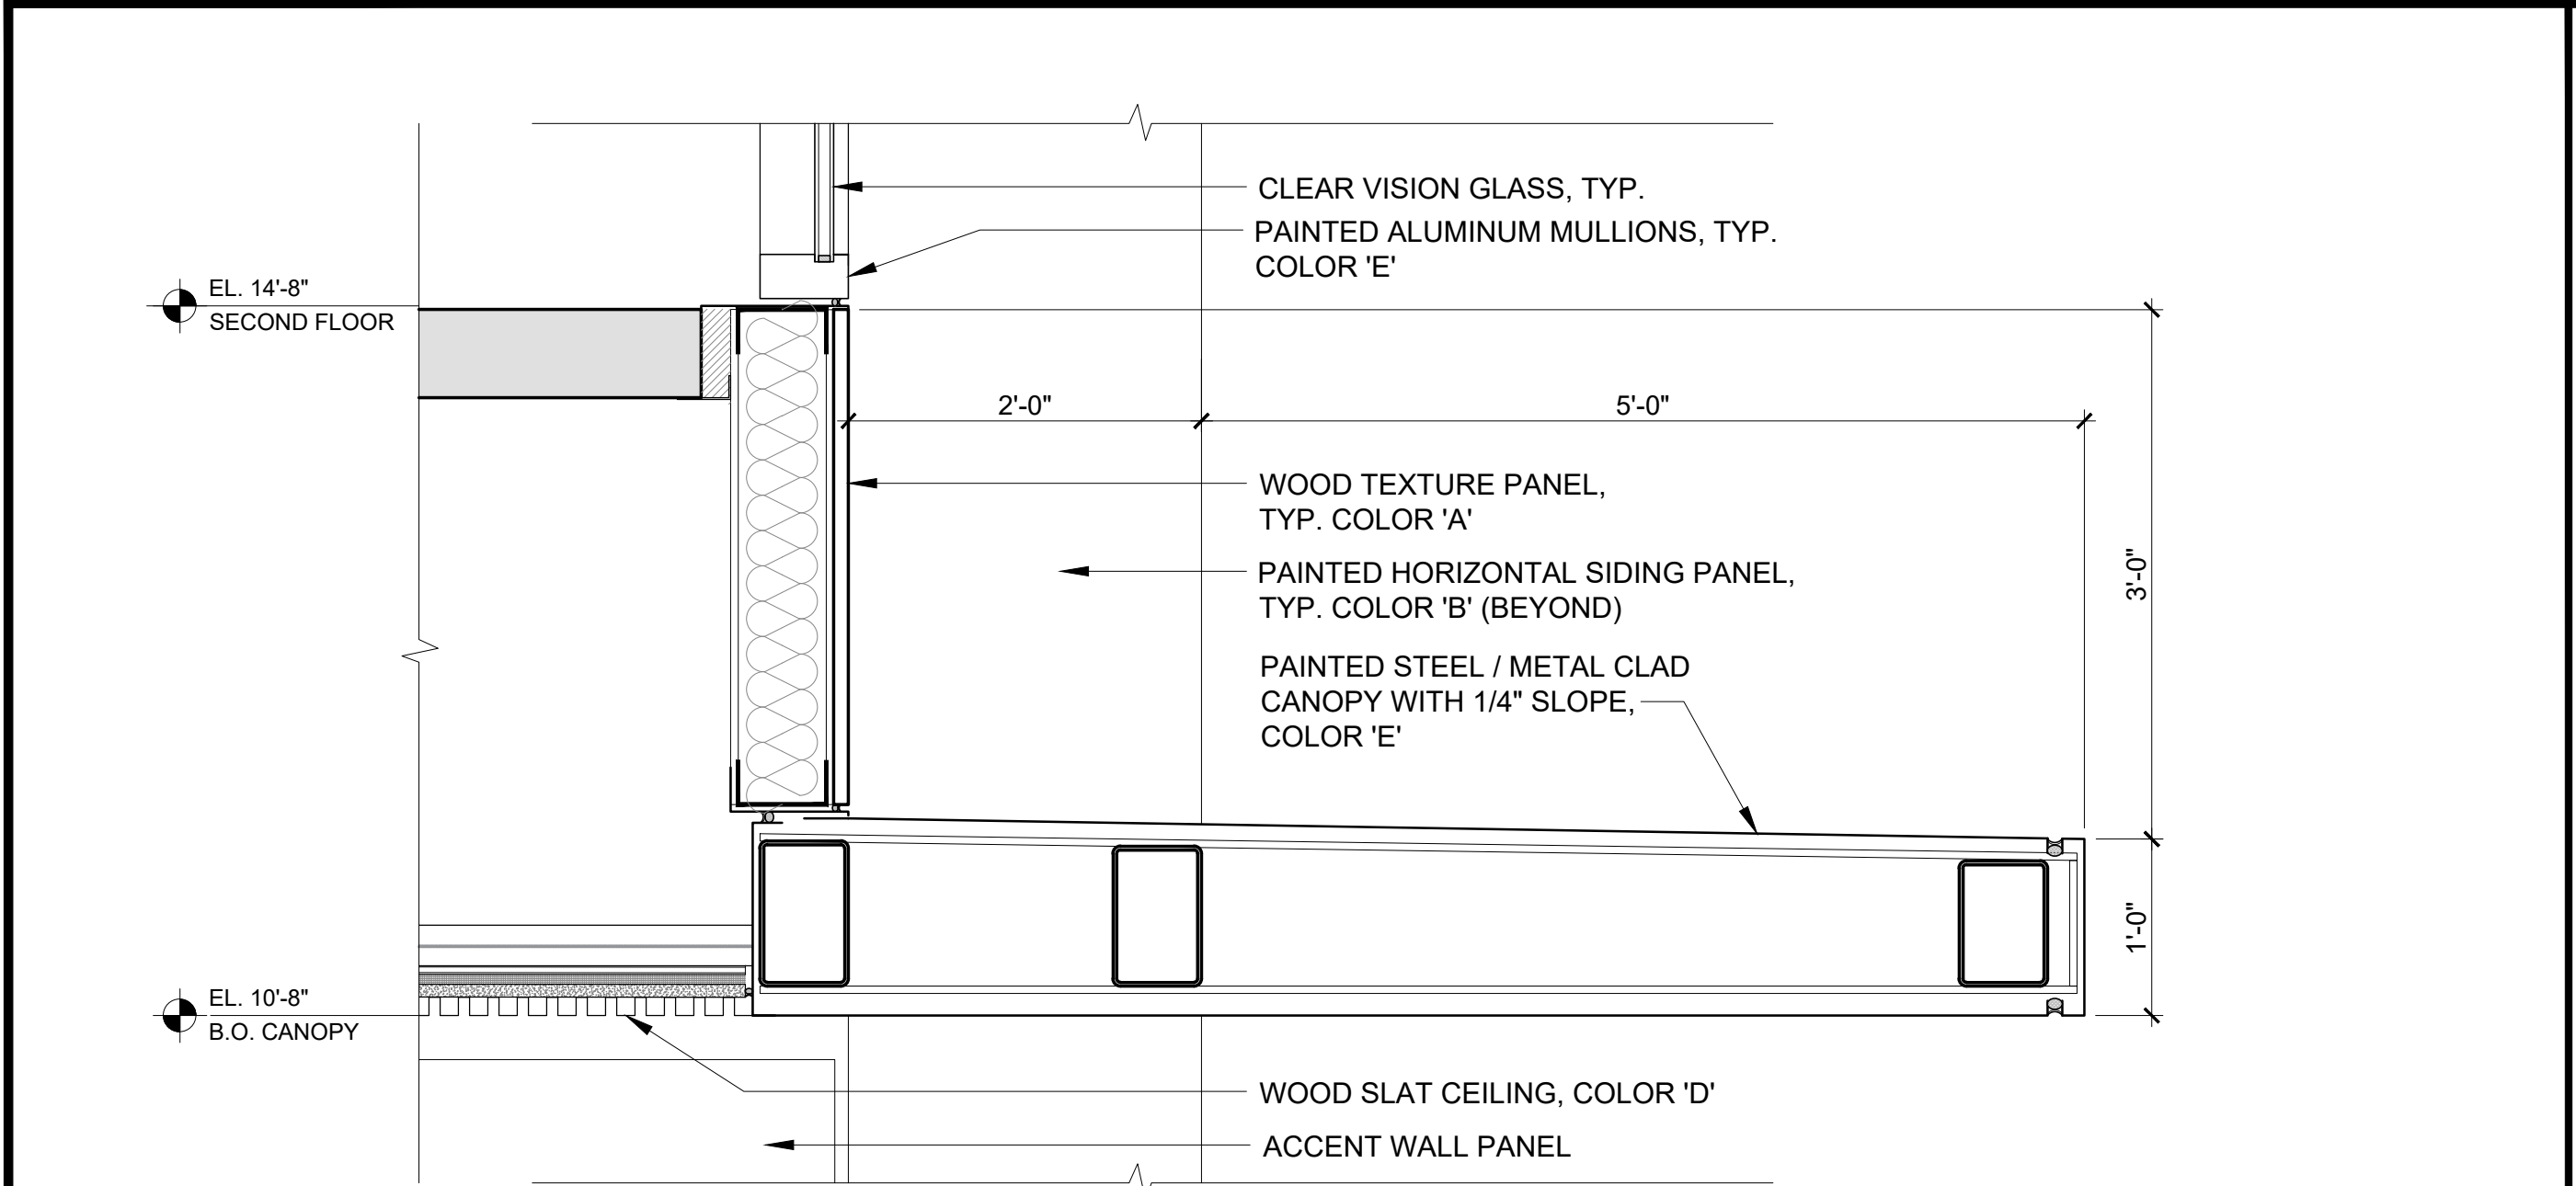 CLEAR VISION GLASS, TYP.
PAINTED ALUMINUM MULLIONS, TYP.
COLOR 'E'
EL. 14'-8"
SECOND FLOOR
2'-0"
5'-0"
WOOD TEXTURE PANEL,
TYP. COLOR 'A'
PAINTED HORIZONTAL SIDING PANEL,
TYP. COLOR 'B' (BEYOND)
3'-0"
PAINTED STEEL / METAL CLAD
CANOPY WITH 1/4" SLOPE,
COLOR 'E'
1'-0"
EL. 10'-8"
B.O. CANOPY
WOOD SLAT CEILING, COLOR 'D'
ACCENT WALL PANEL